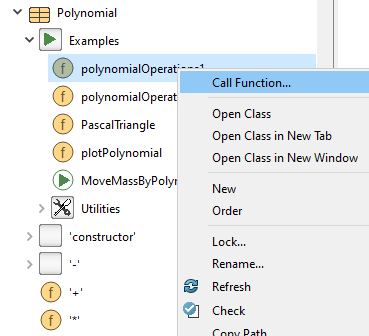 Polynomial
Examples
polynomialOperations1
polynomialOperat
PascalTriangle
plotPolynomial
MoveMassByPolyn
Utilities
'constructor'
'-'
'+'
'*'
Call Function...
Open Class
Open Class in New Tab
Open Class in New Window
New
Order
Lock...
Rename...
Refresh
Check
Copy Path